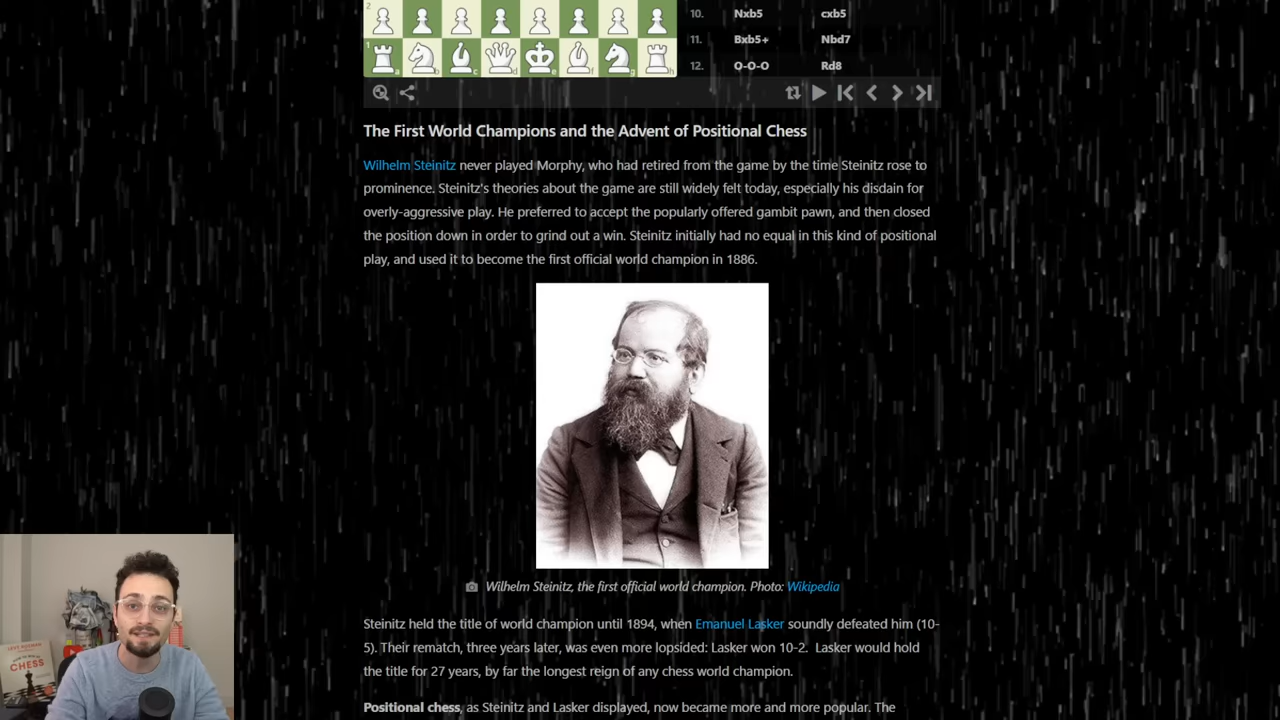 2
10. Nxb5 cxb5
11. Bxb5+ Nbd7
1
a b c d e f g h
12. O-O-O Rd8
The First World Champions and the Advent of Positional Chess
Wilhelm Steinitz never played Morphy, who had retired from the game by the time Steinitz rose to
prominence. Steinitz's theories about the game are still widely felt today, especially his disdain for
overly-aggressive play. He preferred to accept the popularly offered gambit pawn, and then closed
the position down in order to grind out a win. Steinitz initially had no equal in this kind of positional
play, and used it to become the first official world champion in 1886.
Wilhelm Steinitz, the first official world champion. Photo: Wikipedia
Steinitz held the title of world champion until 1894, when Emanuel Lasker soundly defeated him (10-
5). Their rematch, three years later, was even more lopsided: Lasker won 10-2. Lasker would hold
the title for 27 years, by far the longest reign of any chess world champion.
Positional chess, as Steinitz and Lasker displayed, now became more and more popular. The
CHESS